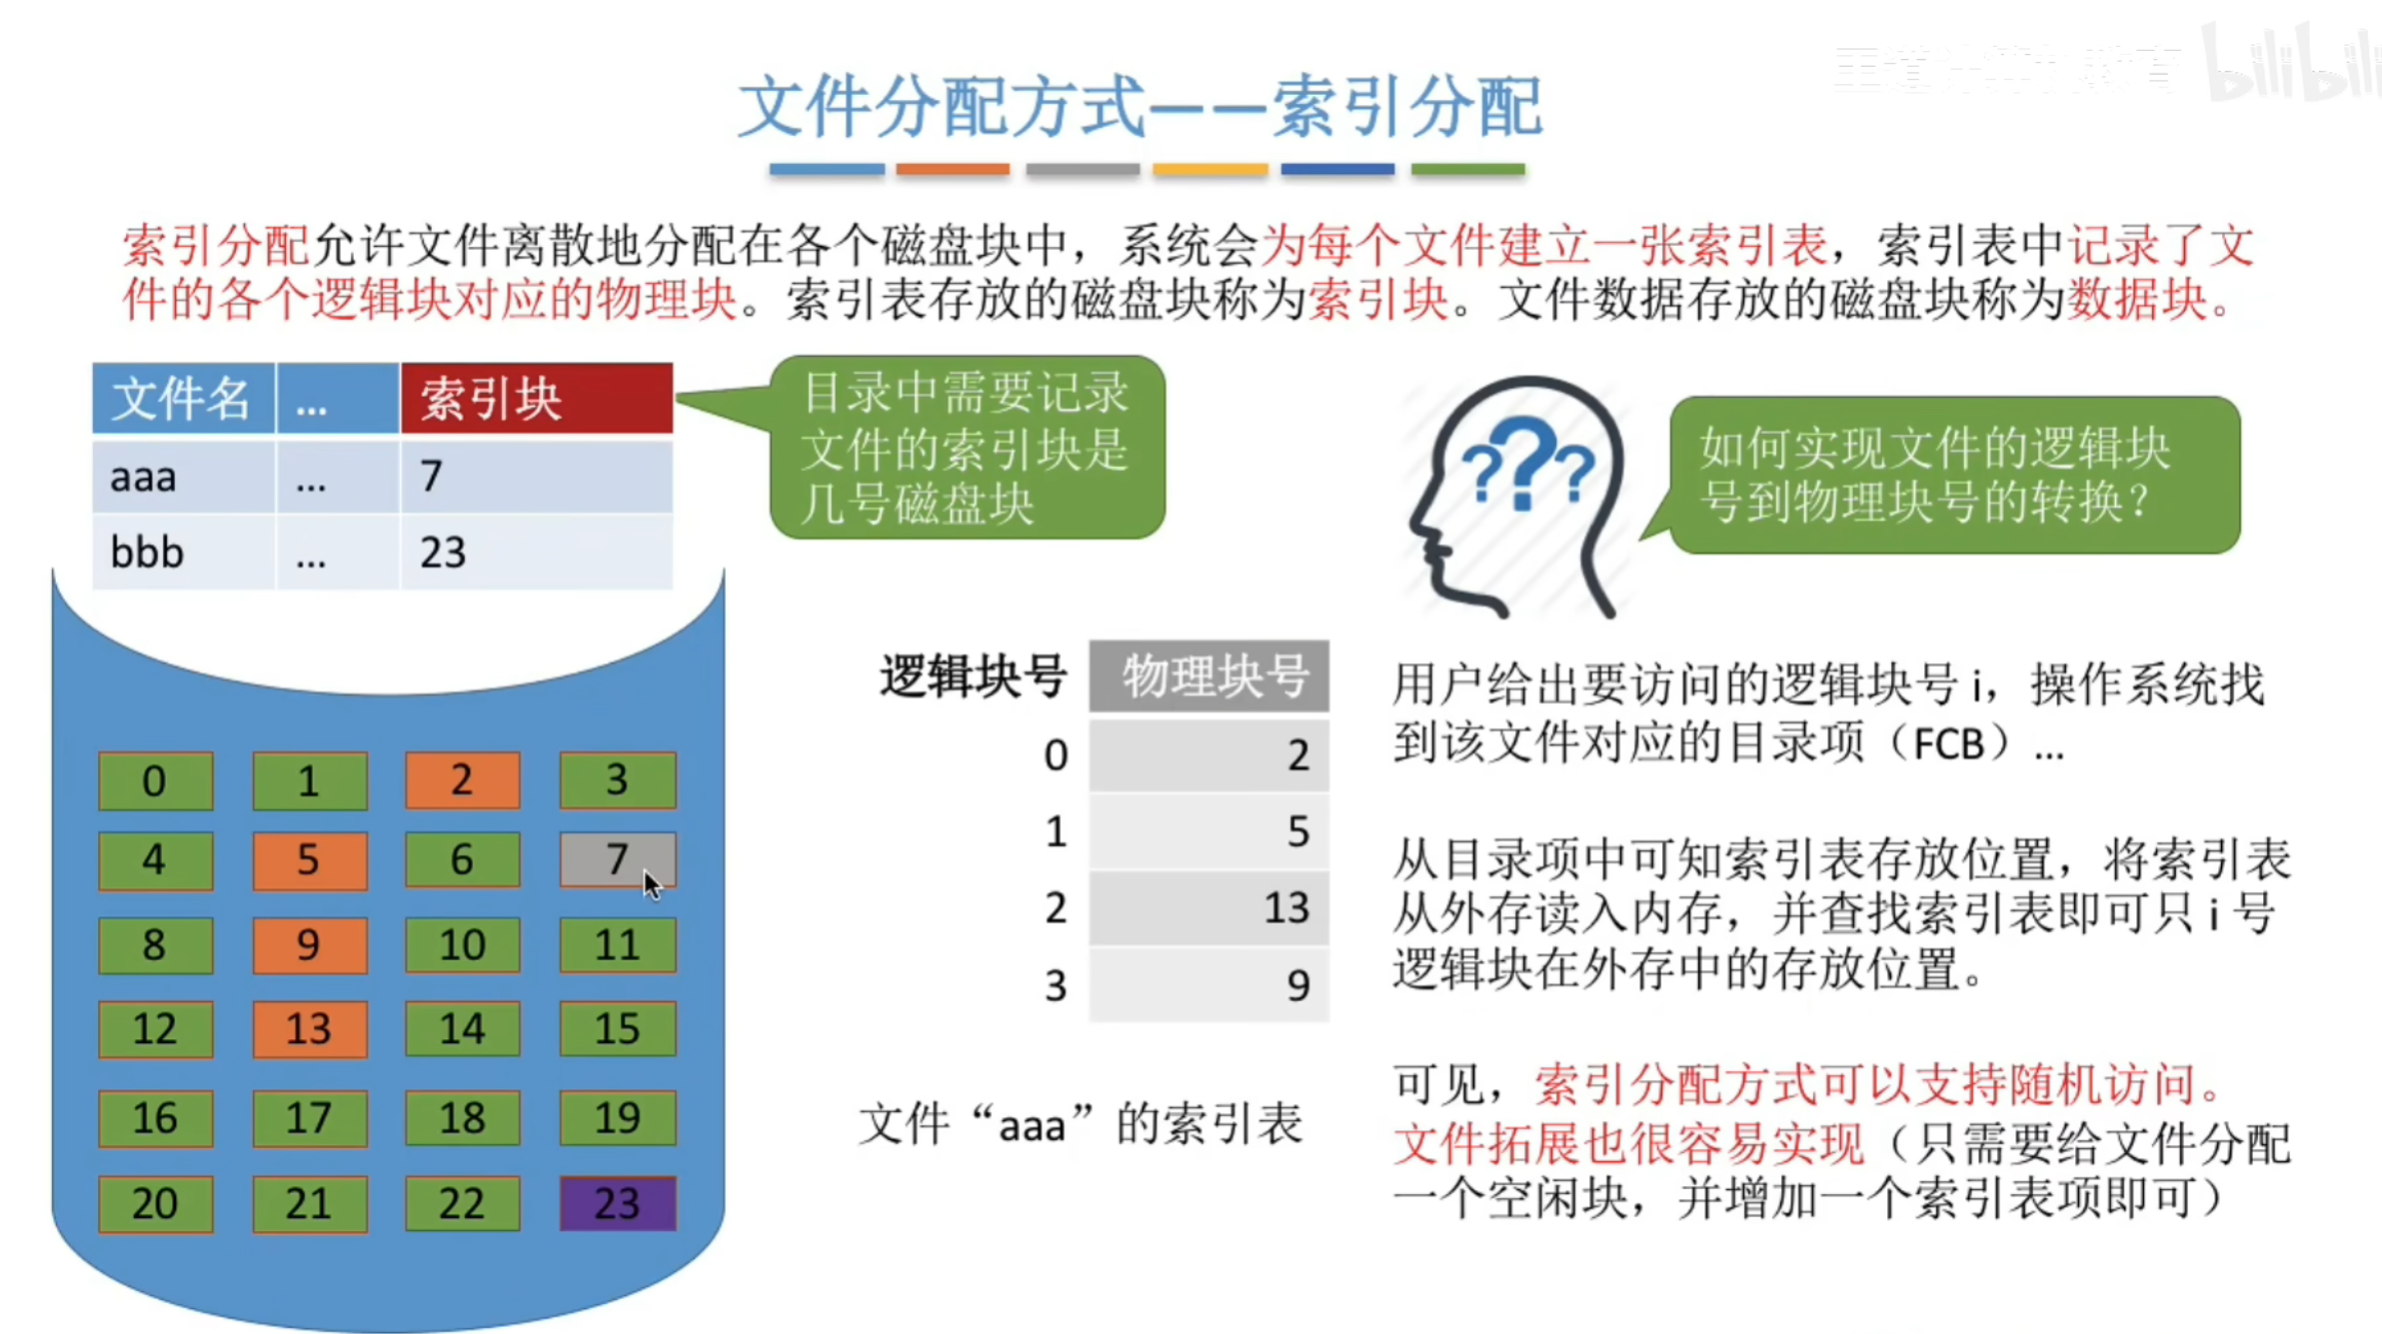 文件分配方式——索引分配
bilibili
索引分配允许文件离散地分配在各个磁盘块中，系统会为每个文件建立一张索引表，索引表中记录了文
件的各个逻辑块对应的物理块。索引表存放的磁盘块称为索引块。文件数据存放的磁盘块称为数据块。
文件名 ... 索引块
aaa ... 7
bbb ... 23
目录中需要记录
文件的索引块是
几号磁盘块
如何实现文件的逻辑块
号到物理块号的转换？
0 1 2 3
4 5 6 7
8 9 10 11
12 13 14 15
16 17 18 19
20 21 22 23
逻辑块号 物理块号
0 2
1 5
2 13
3 9
文件“aaa”的索引表
用户给出要访问的逻辑块号 i，操作系统找
到该文件对应的目录项（FCB）...
从目录项中可知索引表存放位置，将索引表
从外存读入内存，并查找索引表即可只 i 号
逻辑块在外存中的存放位置。
可见，索引分配方式可以支持随机访问。
文件拓展也很容易实现（只需要给文件分配
一个空闲块，并增加一个索引表项即可）